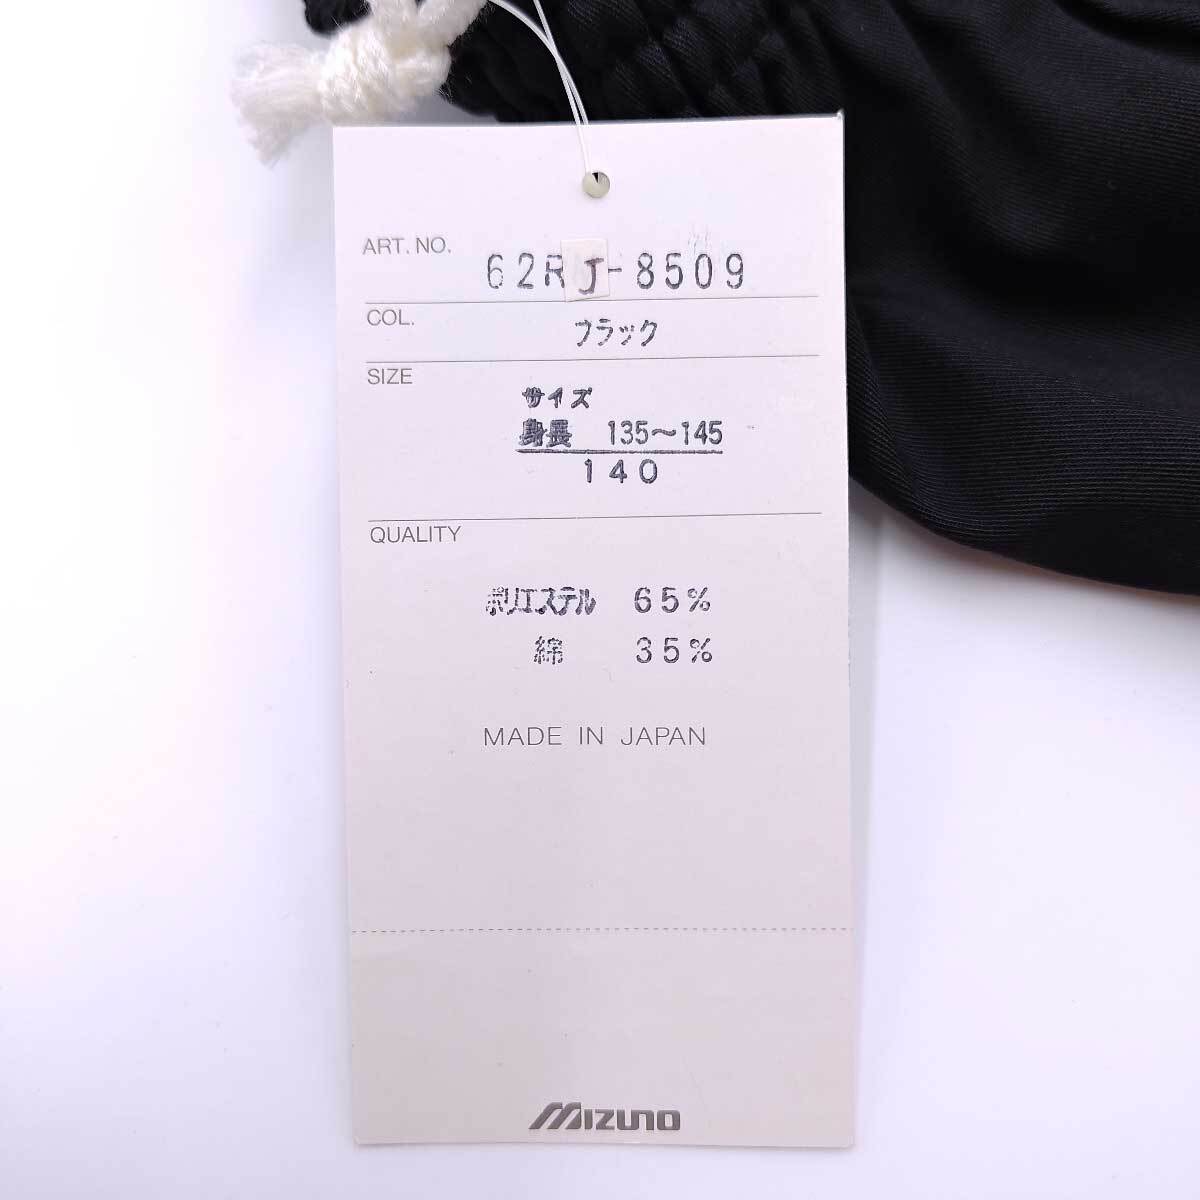 ART. NO. 62RJ-8509
COL. ブラック
SIZE
サイズ
身長 135～145
140
QUALITY
ポリエステル 65%
綿 35%
MADE IN JAPAN
MIZUNO